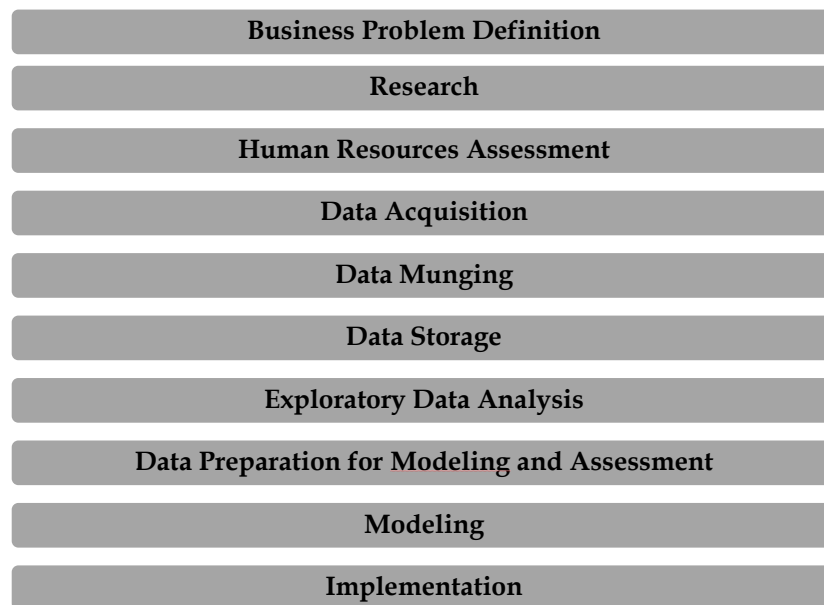 Business Problem Definition
Research
Human Resources Assessment
Data Acquisition
Data Munging
Data Storage
Exploratory Data Analysis
Data Preparation for Modeling and Assessment
Modeling
Implementation